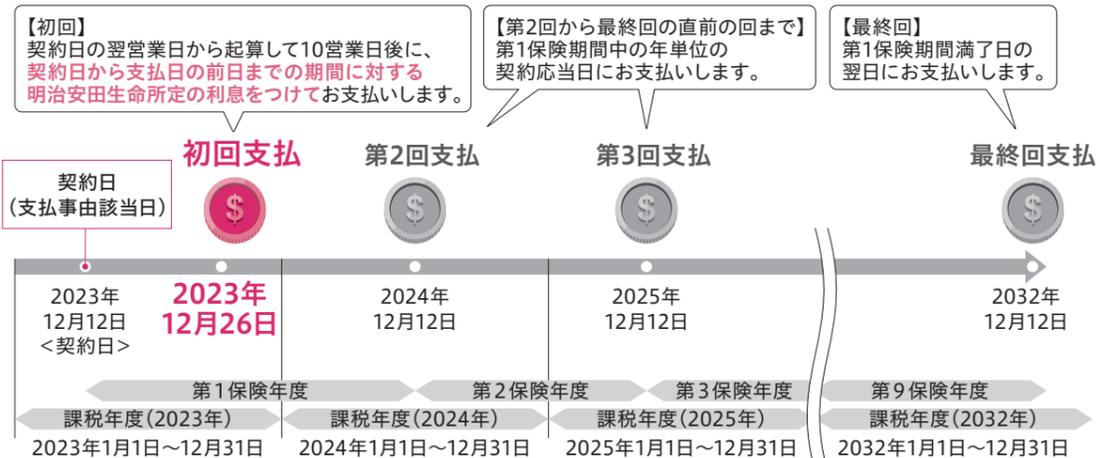 【初回】
契約日の翌営業日から起算して10営業日後に、
契約日から支払日の前日までの期間に対する
明治安田生命所定の利息をつけてお支払いします。
【第2回から最終回の直前の回まで】
第1保険期間中の年単位の
契約応当日にお支払いします。
【最終回】
第1保険期間満了日の
翌日にお支払いします。
初回支払
第2回支払
第3回支払
最終回支払
契約日
（支払事由該当日）
$
$
$
$
2023年
12月12日
＜契約日＞
2023年
12月26日
2024年
12月12日
2025年
12月12日
2032年
12月12日
第1保険年度
第2保険年度
第3保険年度
第9保険年度
課税年度（2023年）
課税年度（2024年）
課税年度（2025年）
課税年度（2032年）
2023年1月1日～12月31日
2024年1月1日～12月31日
2025年1月1日～12月31日
2032年1月1日～12月31日